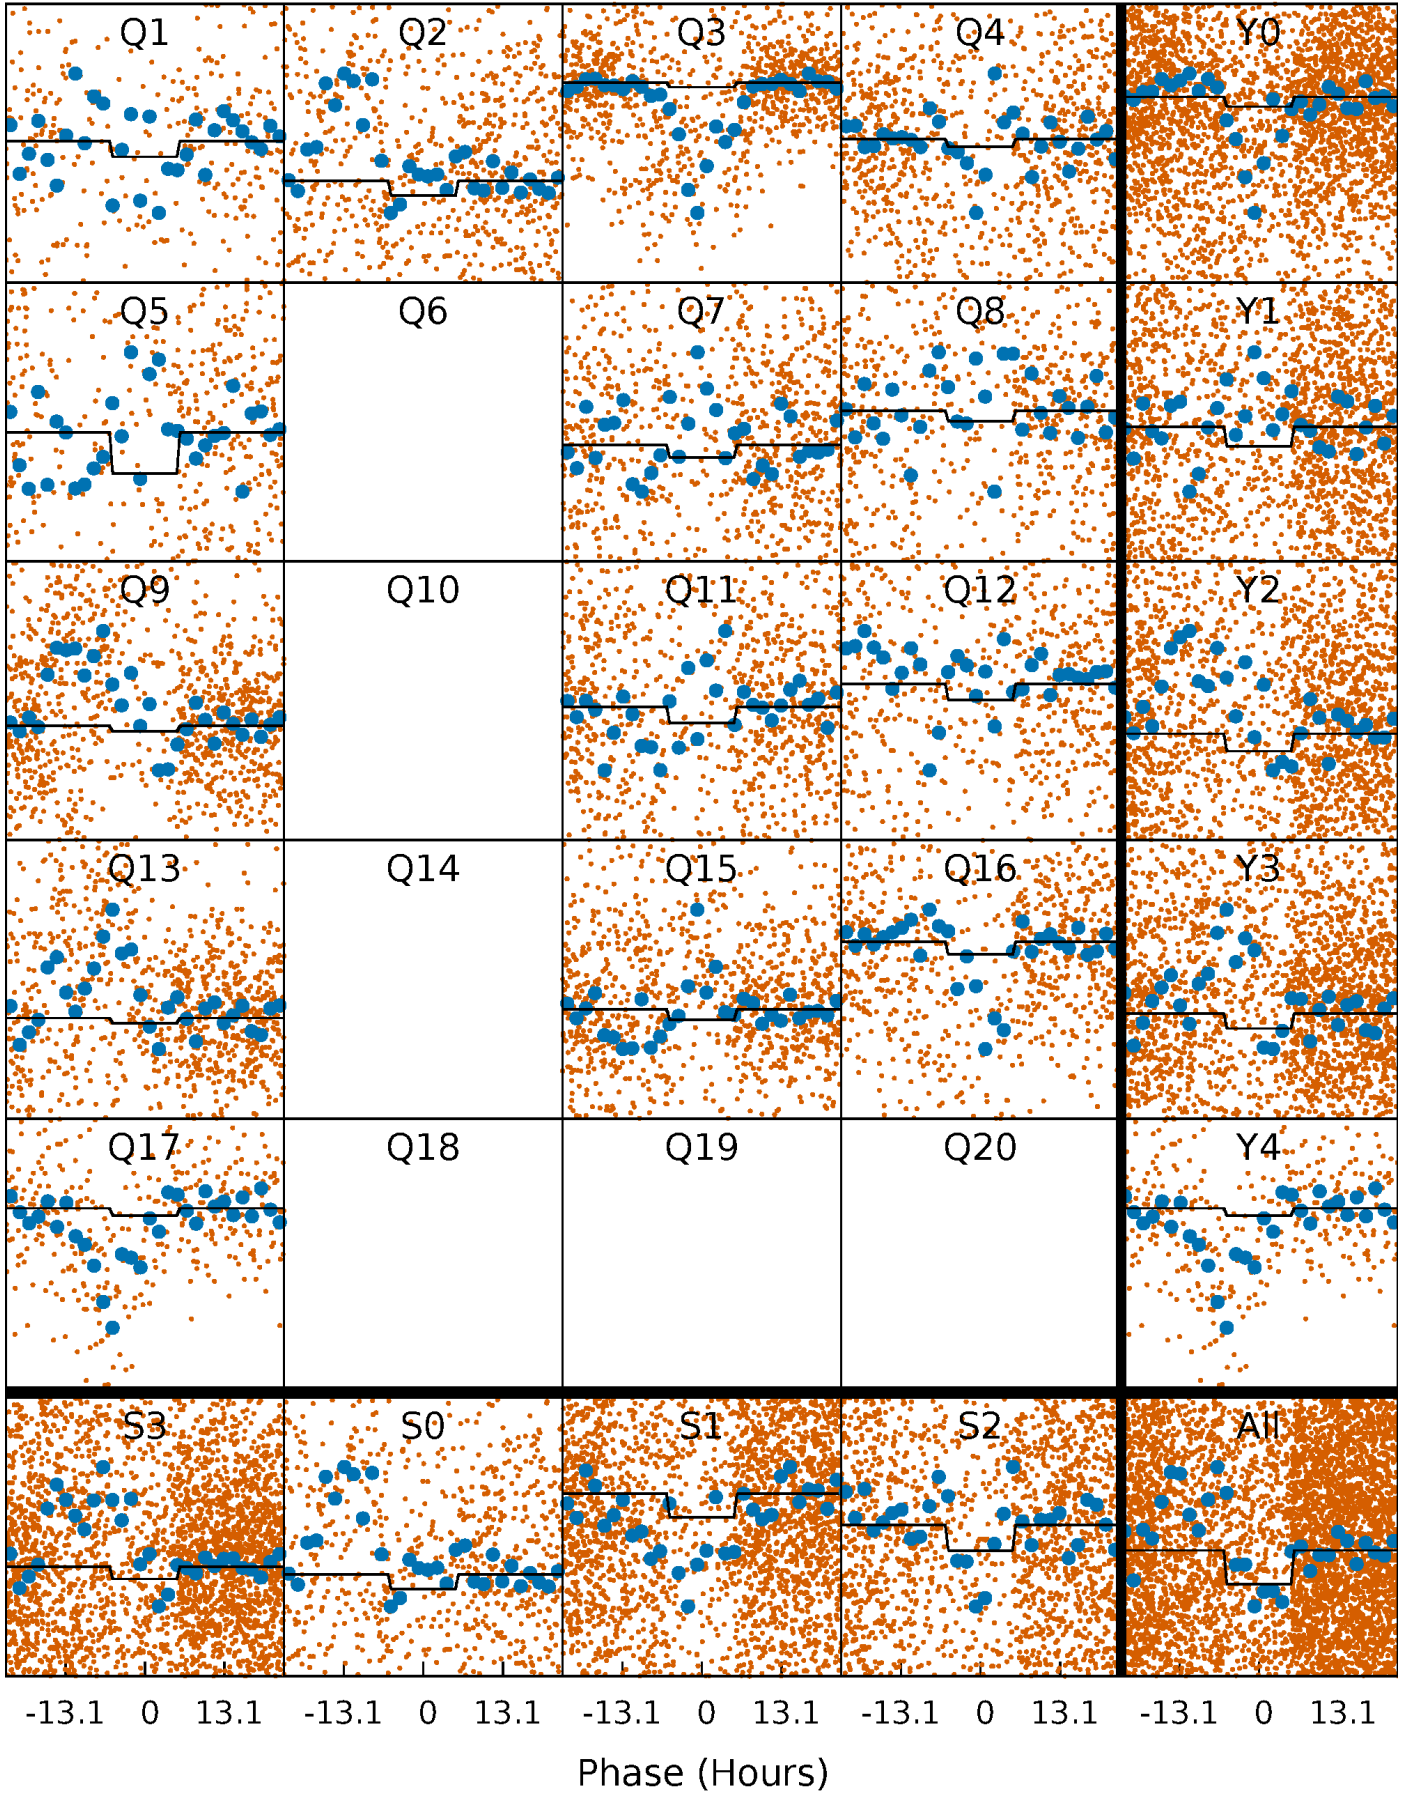 Q1 Q2 Q3 Q4 Y0
Q5 Q6 Q7 Q8 Y1
Q9 Q10 Q11 Q12 Y2
Q13 Q14 Q15 Q16 Y3
Q17 Q18 Q19 Q20 Y4
S3 S0 S1 S2 All
-13.1 0 13.1 -13.1 0 13.1 -13.1 0 13.1 -13.1 0 13.1 -13.1 0 13.1
Phase (Hours)